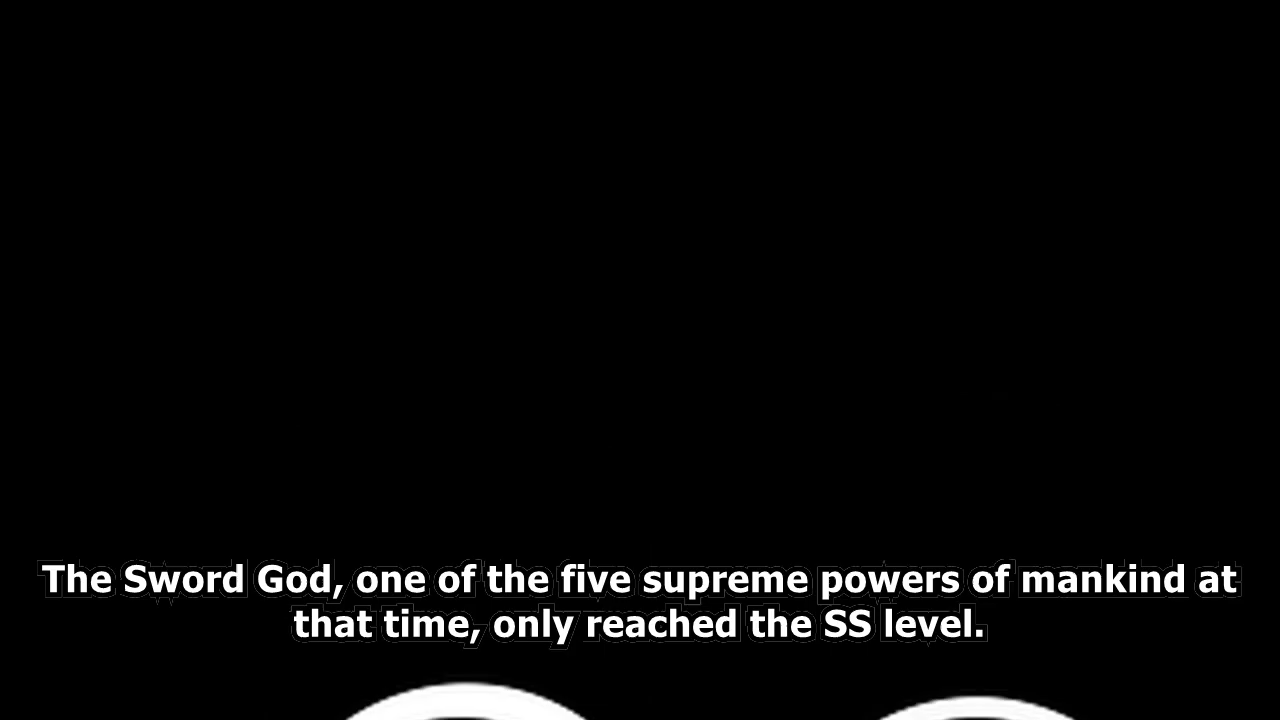 The Sword God, one of the five supreme powers of mankind at
that time, only reached the SS level.